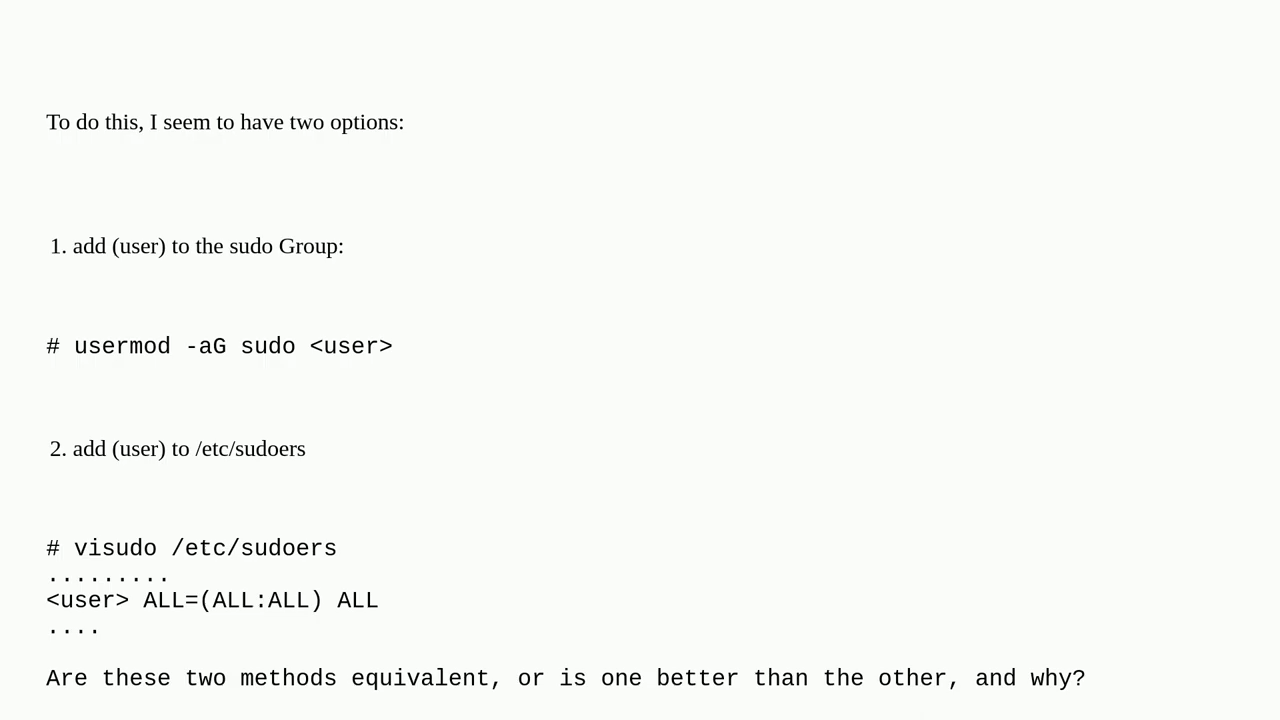 To do this, I seem to have two options:
1. add (user) to the sudo Group:
# usermod -aG sudo <user>
2. add (user) to /etc/sudoers
# visudo /etc/sudoers
.........
<user> ALL=(ALL:ALL) ALL
....
Are these two methods equivalent, or is one better than the other, and why?